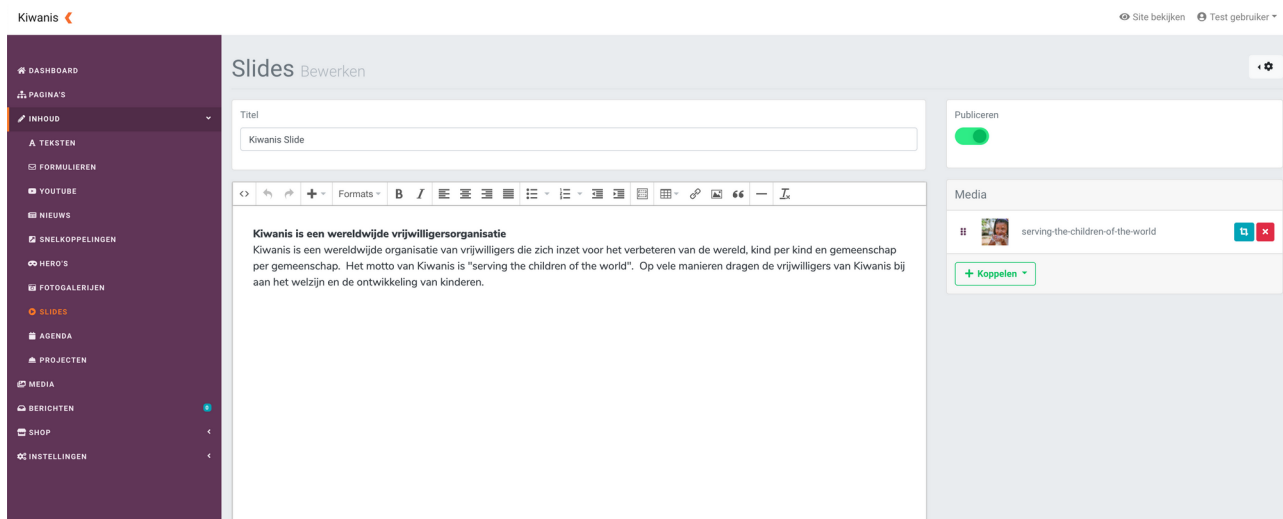 Kiwanis
Site bekijken
Test gebruiker
DASHBOARD
PAGINA'S
INHOUD
TEKSTEN
FORMULIEREN
YOUTUBE
NIEUWS
SNELKOPPELINGEN
HERO'S
FOTOGALERIJEN
SLIDES
AGENDA
PROJECTEN
MEDIA
BERICHTEN 0
SHOP
INSTELLINGEN
Slides Bewerken
Titel
Kiwanis Slide
Formats
Kiwanis is een wereldwijde vrijwilligersorganisatie
Kiwanis is een wereldwijde organisatie van vrijwilligers die zich inzet voor het verbeteren van de wereld, kind per kind en gemeenschap
per gemeenschap. Het motto van Kiwanis is "serving the children of the world". Op vele manieren dragen de vrijwilligers van Kiwanis bij
aan het welzijn en de ontwikkeling van kinderen.
Publiceren
Media
serving-the-children-of-the-world
+ Koppelen